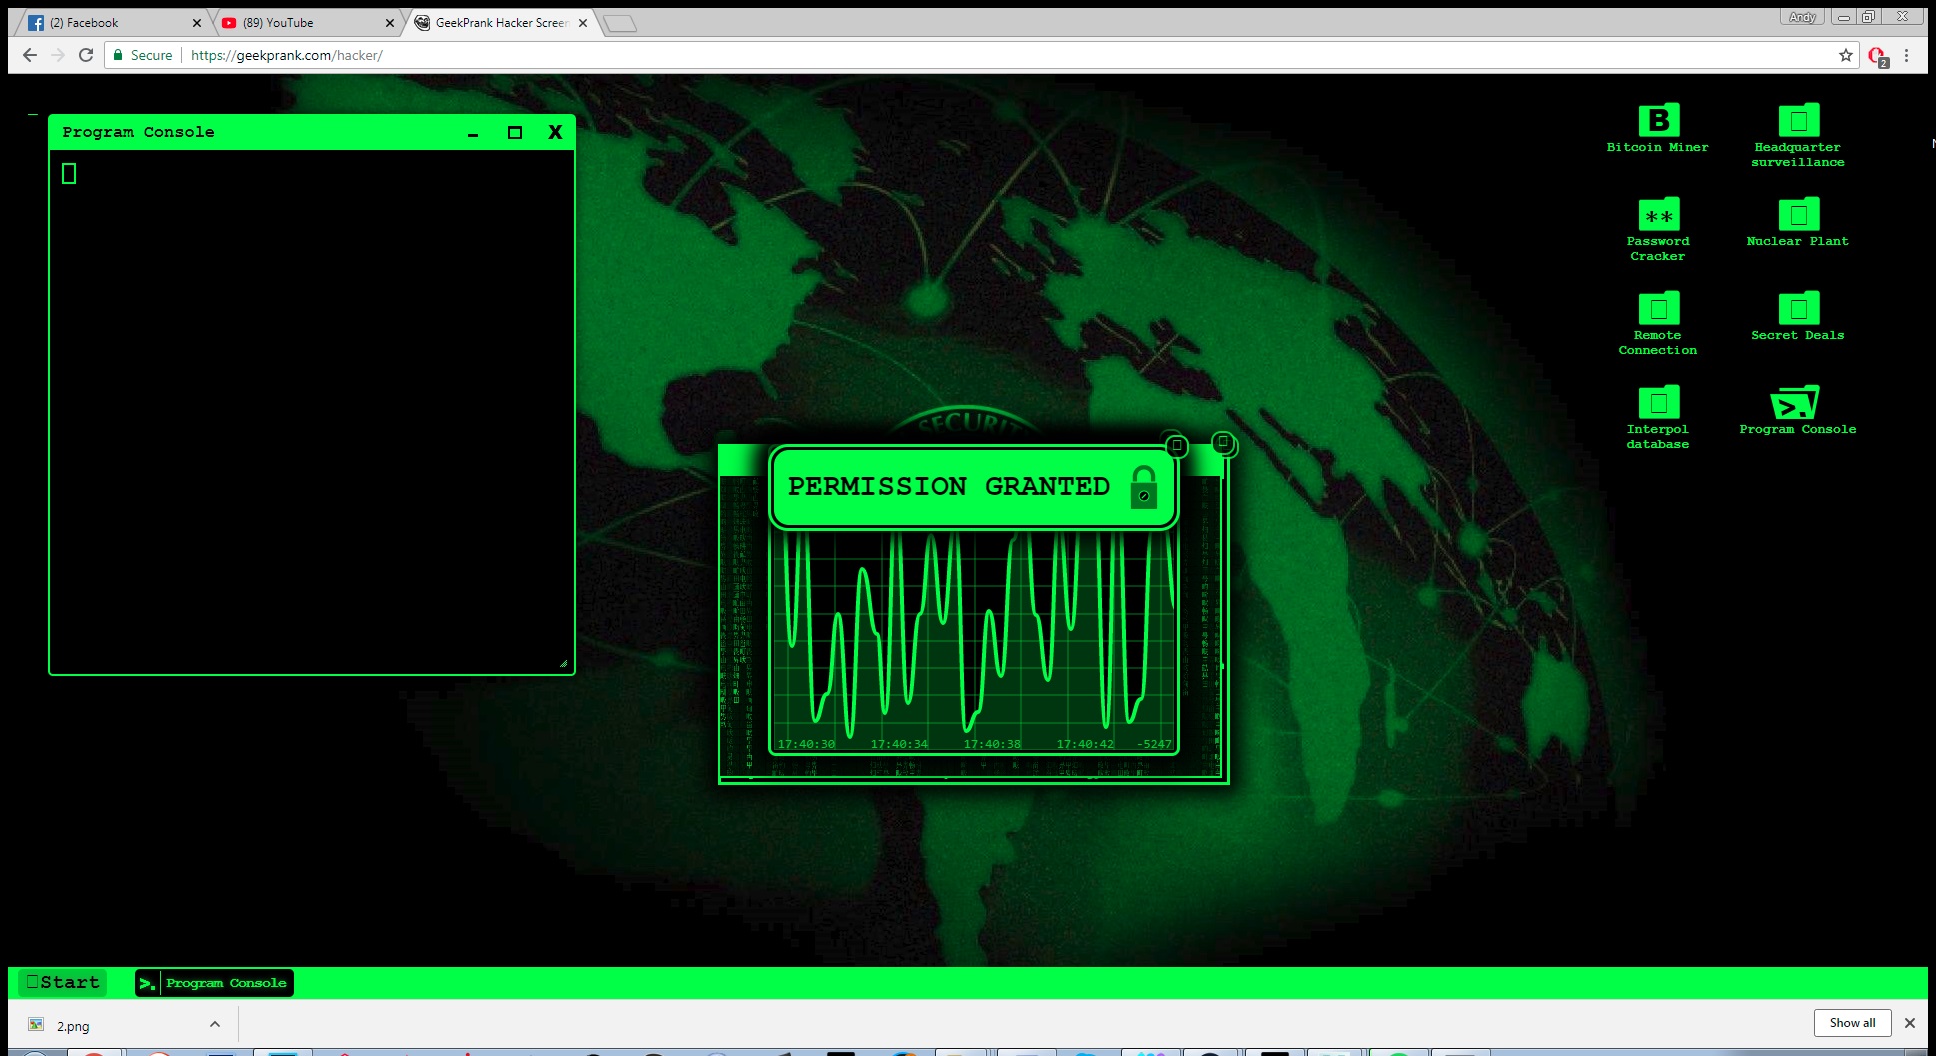 (2) Facebook
(89) YouTube
GeekPrank Hacker Screen
Andy
Secure
https://geekprank.com/hacker/
2
Program Console
X
B
Bitcoin Miner
Headquarter
surveillance
**
Password
Cracker
Nuclear Plant
Remote
Connection
Secret Deals
Interpol
database
>.
Program Console
SECURIT
PERMISSION GRANTED
17:40:30
17:40:34
17:40:38
17:40:42
-5247
Start
>.
Program Console
2.png
Show all